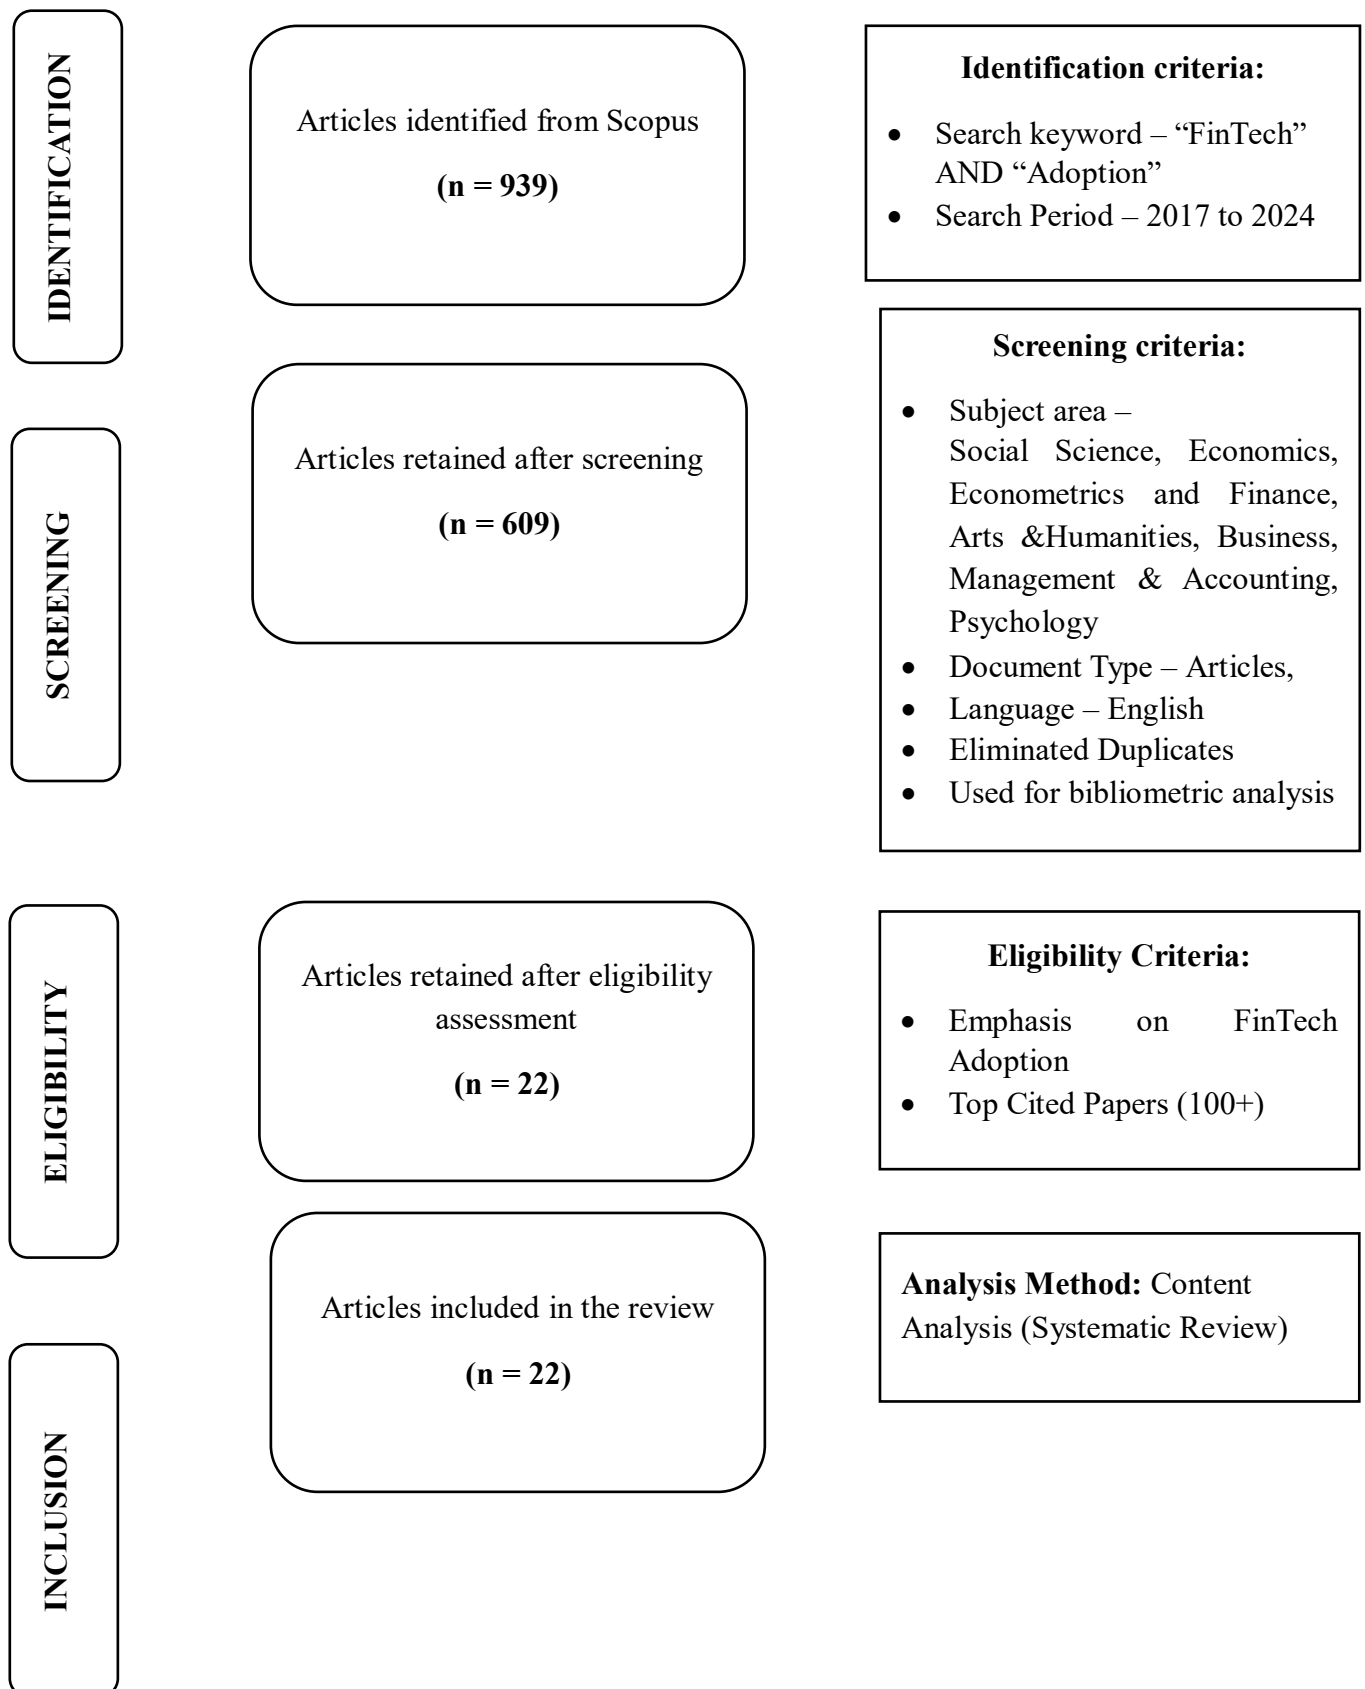 IDENTIFICATION
Articles identified from Scopus
(n = 939)
Identification criteria:
• Search keyword – “FinTech”
AND “Adoption”
• Search Period – 2017 to 2024
SCREENING
Articles retained after screening
(n = 609)
Screening criteria:
• Subject area –
Social Science, Economics,
Econometrics and Finance,
Arts &Humanities, Business,
Management & Accounting,
Psychology
• Document Type – Articles,
• Language – English
• Eliminated Duplicates
• Used for bibliometric analysis
ELIGIBILITY
Articles retained after eligibility
assessment
(n = 22)
Eligibility Criteria:
• Emphasis on FinTech
Adoption
• Top Cited Papers (100+)
INCLUSION
Articles included in the review
(n = 22)
Analysis Method: Content
Analysis (Systematic Review)